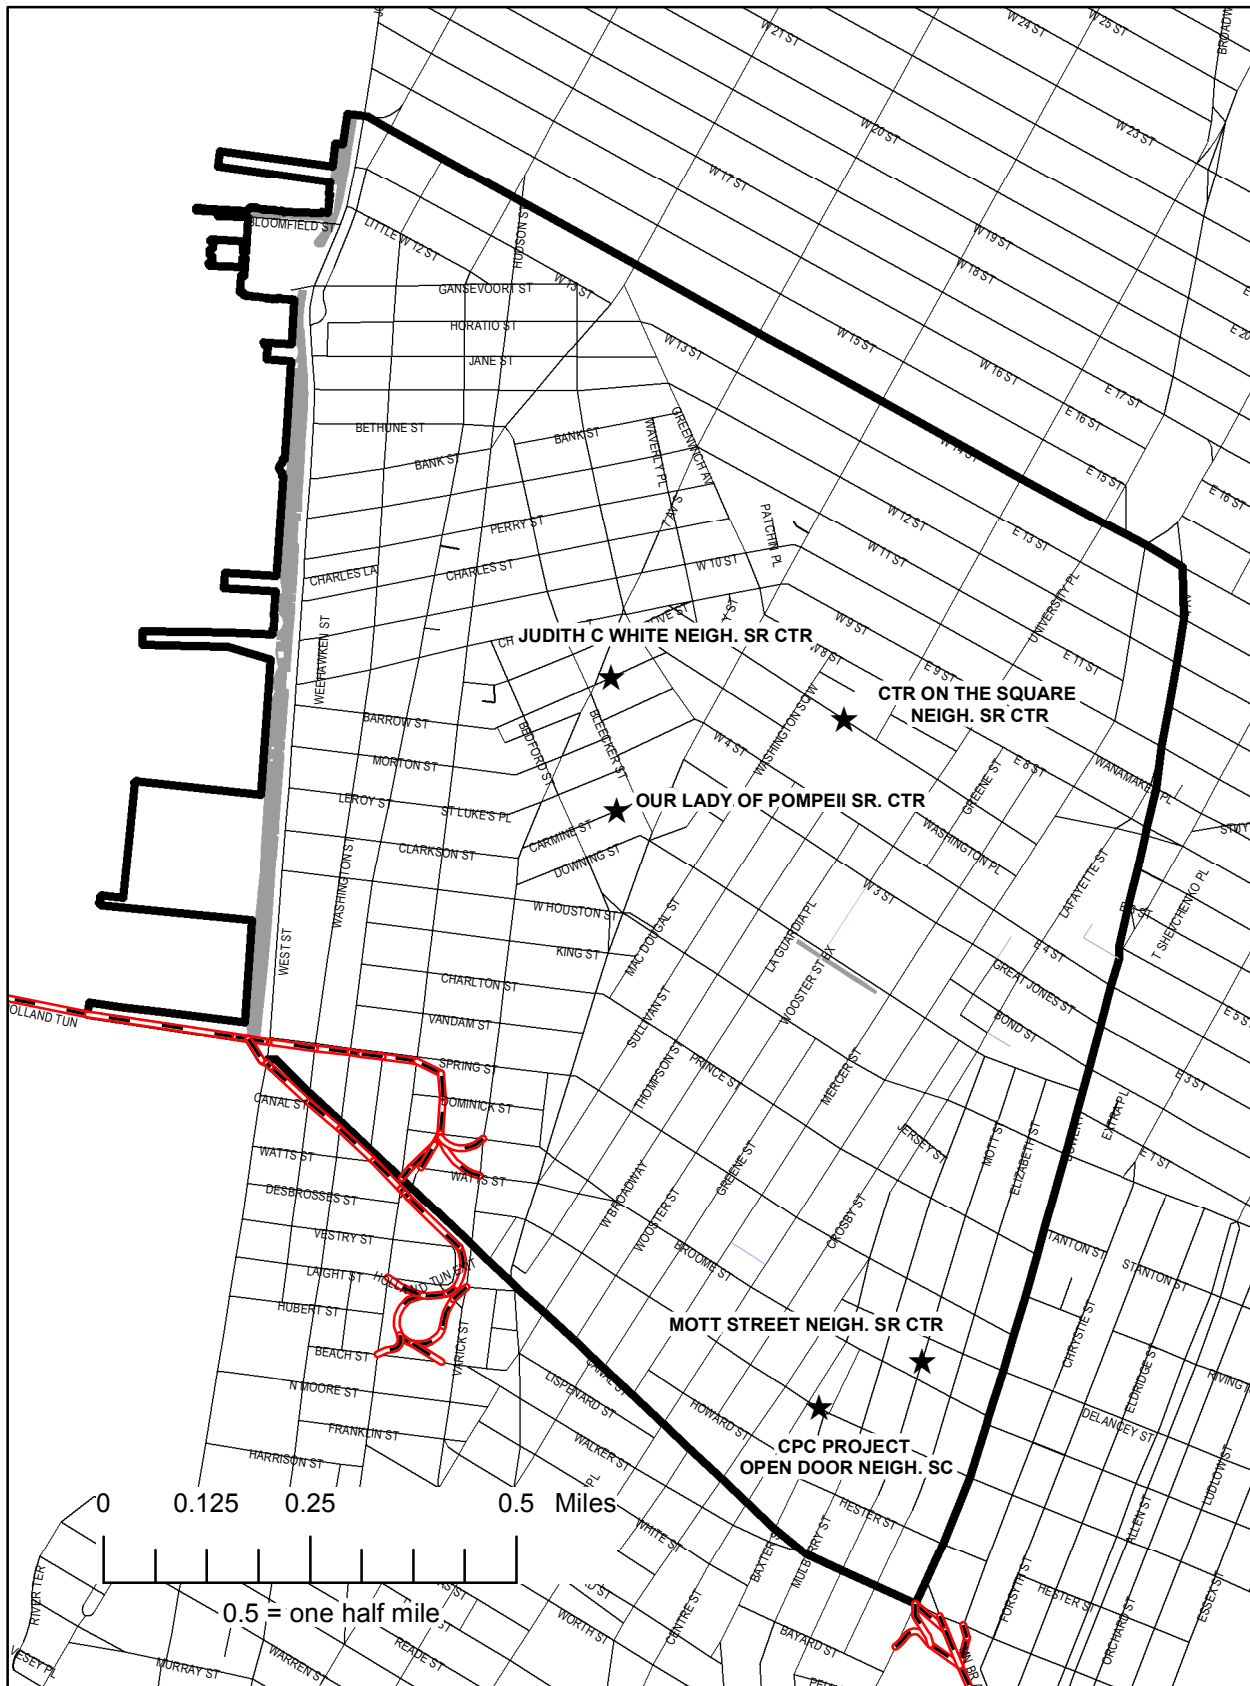 W 24 ST
W 25 ST
W 21 ST
W 20 ST
W 23 ST
W 17 ST
W 19 ST
W 18 ST
BLOOMFIELD ST
LITTLE W 12 ST
HUDSON ST
W 13 ST
GANSEVOORT ST
HORATIO ST
JANE ST
W 13 ST
W 15 ST
W 16 ST
E 17 ST
E 16 ST
E 15 ST
E 16 ST
W 14 ST
BETHUNE ST
BANK ST
BANK ST
WAVERLY PL
GREENWICH AV
7 AV S
PATCHIN PL
W 12 ST
W 11 ST
E 13 ST
PERRY ST
CHARLES LA
CHARLES ST
W 10 ST
UNIVERSITY PL
E 11 ST
W 9 ST
W 8 ST
E 9 ST
WEEHAWKEN ST
JUDITH C WHITE NEIGH. SR CTR
CTR ON THE SQUARE
NEIGH. SR CTR
BARROW ST
MORTON ST
LEROY ST
ST LUKE'S PL
BEDFORD ST
BLEECKER ST
W 4 ST
WASHINGTON SQ W
GREENE ST
E 8 ST
WANAMAKER PL
OUR LADY OF POMPEII SR. CTR
CARMINE ST
DOWNING ST
CLARKSON ST
WASHINGTON ST
WASHINGTON PL
LAFAYETTE ST
T SHEVCHENKO PL
W HOUSTON ST
W 3 ST
KING ST
WEST ST
MAC DOUGAL ST
LA GUARDIA PL
WOOSTER ST BX
E 4 ST
GREAT JONES ST
BOND ST
CHARLTON ST
VANDAM ST
SPRING ST
DOMINICK ST
SULLIVAN ST
THOMPSON ST
PRINCE ST
MERCER ST
JERSEY ST
MOTT ST
ELIZABETH ST
EXTRA PL
E 3 ST
E 1 ST
CANAL ST
WATTS ST
WATTS ST
DESBROSSES ST
VESTRY ST
LAIGHT ST
HOLLAND TUN EXIT
HUBERT ST
BEACH ST
VARICK ST
N MOORE ST
FRANKLIN ST
HARRISON ST
W BROADWAY
WOOSTER ST
GREENE ST
BROOME ST
CROSBY ST
STANTON ST
CHRYSTIE ST
ELDRIDGE ST
DELANCEY ST
MOTT STREET NEIGH. SR CTR
CPC PROJECT
OPEN DOOR NEIGH. SC
LISPENARD ST
CANAL ST
HOWARD ST
WALKER ST
WHITE ST
HESTER ST
BAXTER ST
MULBERRY ST
CENTRE ST
BAYARD ST
WORTH ST
FORSYTH ST
HESTER ST
ORCHARD ST
ALLEN ST
LUDLOW ST
ESSEX ST
0 0.125 0.25 0.5 Miles
0.5 = one half mile
RIVER TER
VESEY PL
MURRAY ST
WARREN ST
READE ST